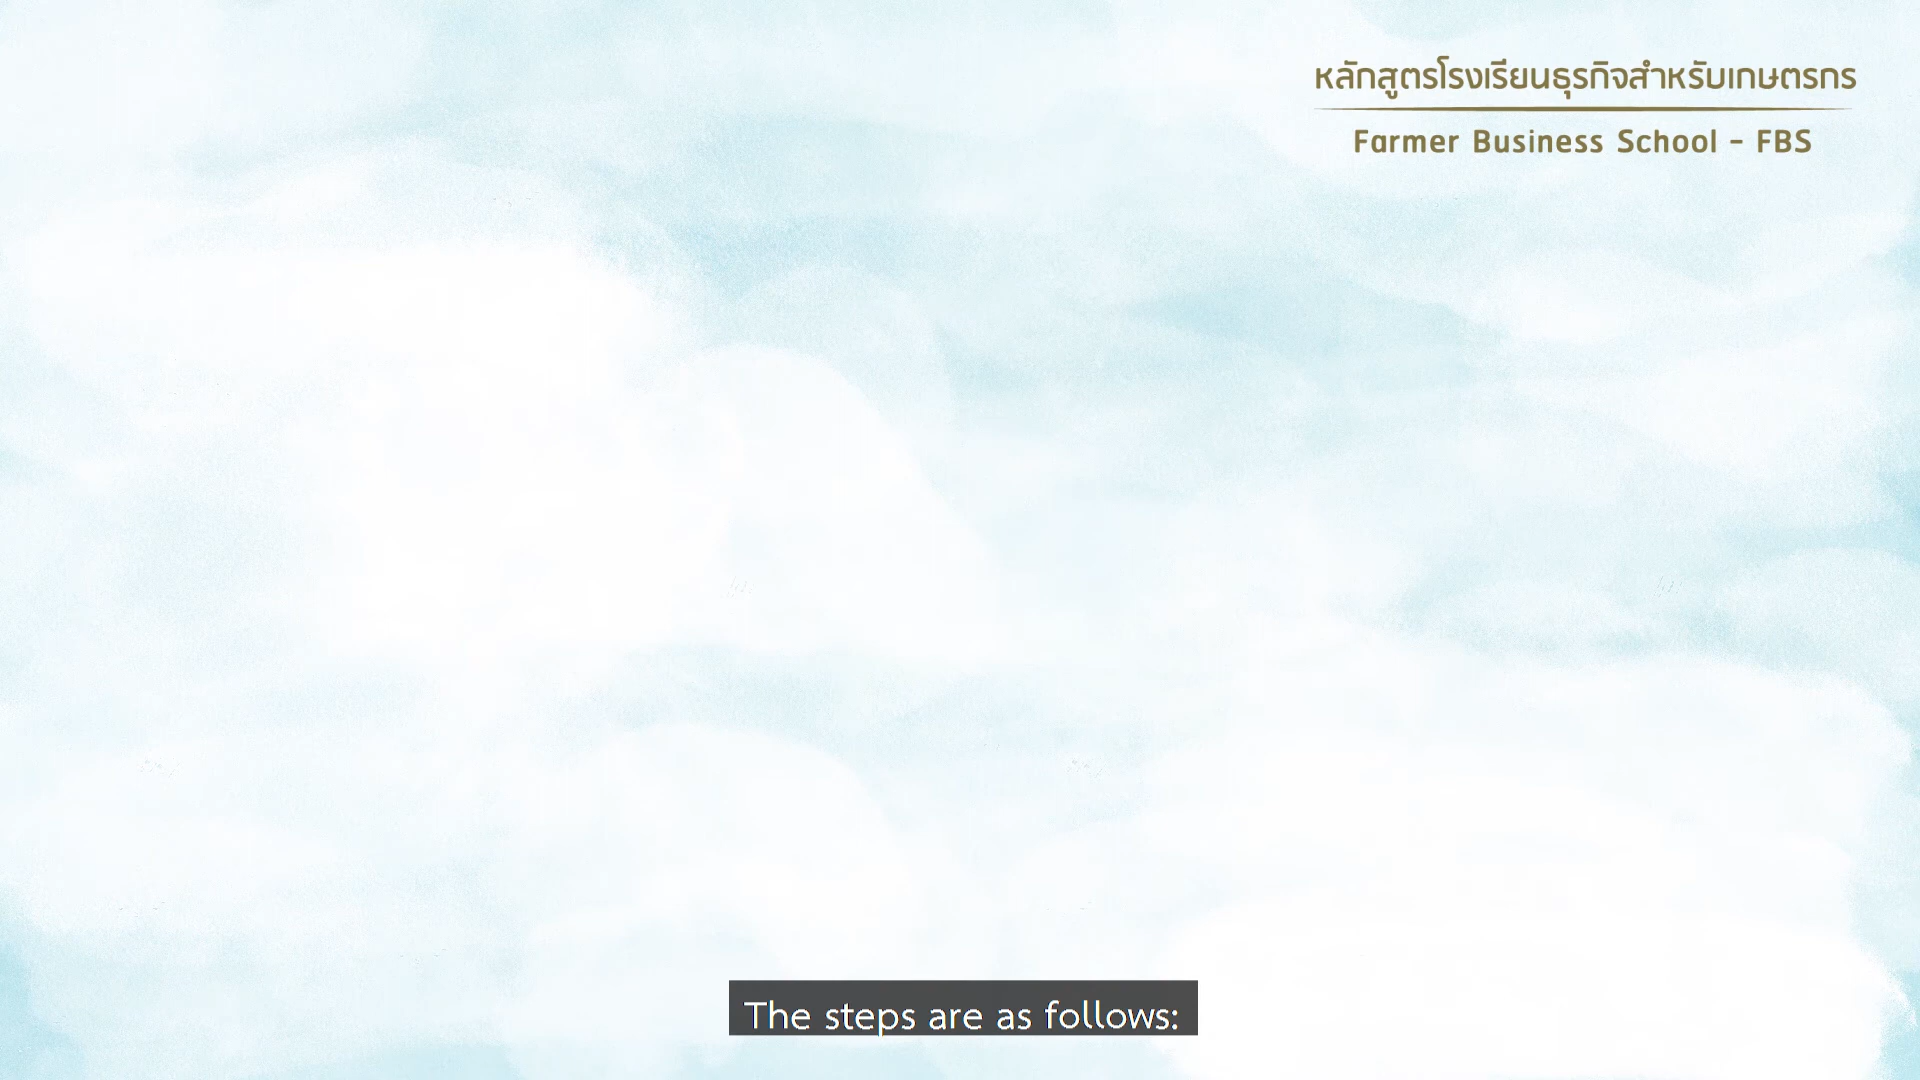 หลักสูตรโรงเรียนธุรกิจสำหรับเกษตรกร
Farmer Business School - FBS
The steps are as follows: